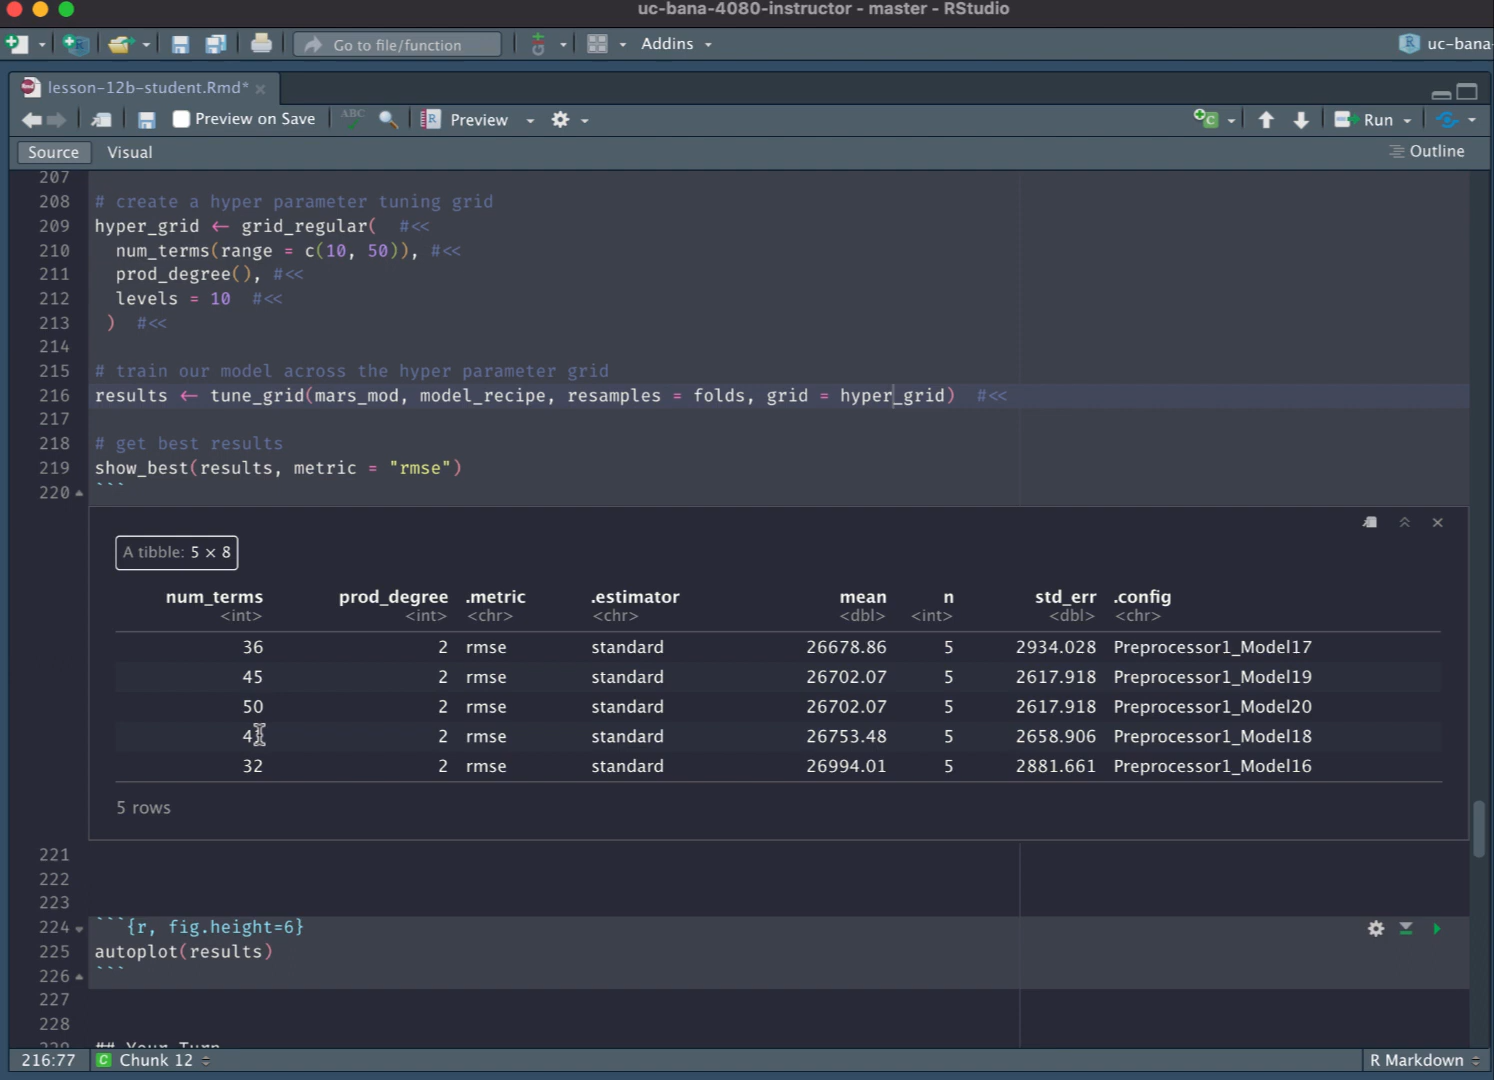 uc-bana-4080-instructor - master - RStudio
Go to file/function
Addins
uc-bana-
lesson-12b-student.Rmd*
Preview on Save
ABC
Preview
Run
Source
Visual
Outline
207
208 # create a hyper parameter tuning grid
209 hyper_grid ← grid_regular( #<<
210 num_terms(range = c(10, 50)), #<<
211 prod_degree(), #<<
212 levels = 10 #<<
213 ) #<<
214
215 # train our model across the hyper parameter grid
216 results ← tune_grid(mars_mod, model_recipe, resamples = folds, grid = hyper_grid) #<<
217
218 # get best results
219 show_best(results, metric = "rmse")
220 ```
A tibble: 5 × 8
num_terms prod_degree .metric .estimator mean n std_err .config
<int> <int> <chr> <chr> <dbl> <int> <dbl> <chr>
36 2 rmse standard 26678.86 5 2934.028 Preprocessor1_Model17
45 2 rmse standard 26702.07 5 2617.918 Preprocessor1_Model19
50 2 rmse standard 26702.07 5 2617.918 Preprocessor1_Model20
2 rmse standard 26753.48 5 2658.906 Preprocessor1_Model18
32 2 rmse standard 26994.01 5 2881.661 Preprocessor1_Model16
5 rows
221
222
223
224 ```{r, fig.height=6}
225 autoplot(results)
226 ```
227
228
229 ## Your Turn
216:77
Chunk 12
R Markdown